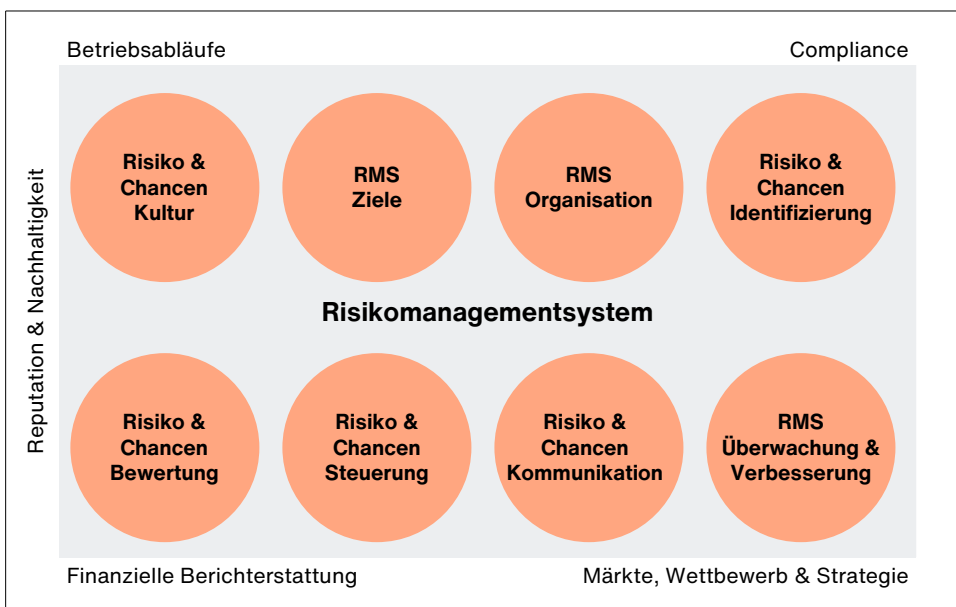 Betriebsabläufe
Compliance
Reputation & Nachhaltigkeit
Risiko &
Chancen
Kultur
RMS
Ziele
RMS
Organisation
Risiko &
Chancen
Identifizierung
Risikomanagementsystem
Risiko &
Chancen
Bewertung
Risiko &
Chancen
Steuerung
Risiko &
Chancen
Kommunikation
RMS
Überwachung &
Verbesserung
Finanzielle Berichterstattung
Märkte, Wettbewerb & Strategie